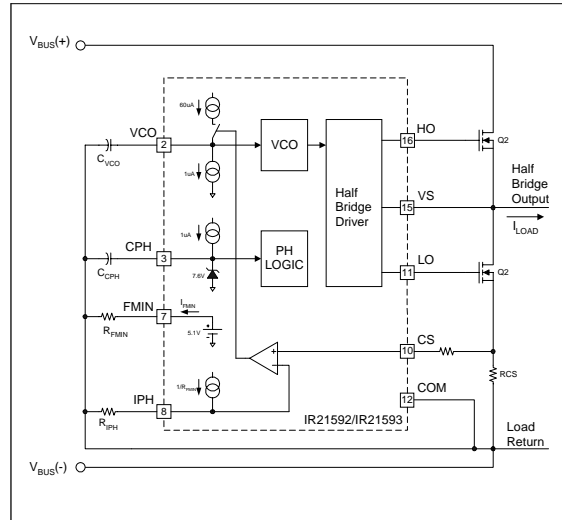 VBUS(+)
60uA
VCO
2
CVCO
VCO
1uA
HO
16
Q2
Half
Bridge
Driver
VS
15
Half
Bridge
Output
ILOAD
1uA
CPH
3
CCPH
7.6V
PH
LOGIC
LO
11
Q2
FMIN
IFMIN
7
RFMIN
5.1V
+
-
CS
10
RCS
1/RFMIN
IPH
8
RIPH
COM
12
IR21592/IR21593
Load
Return
VBUS(-)